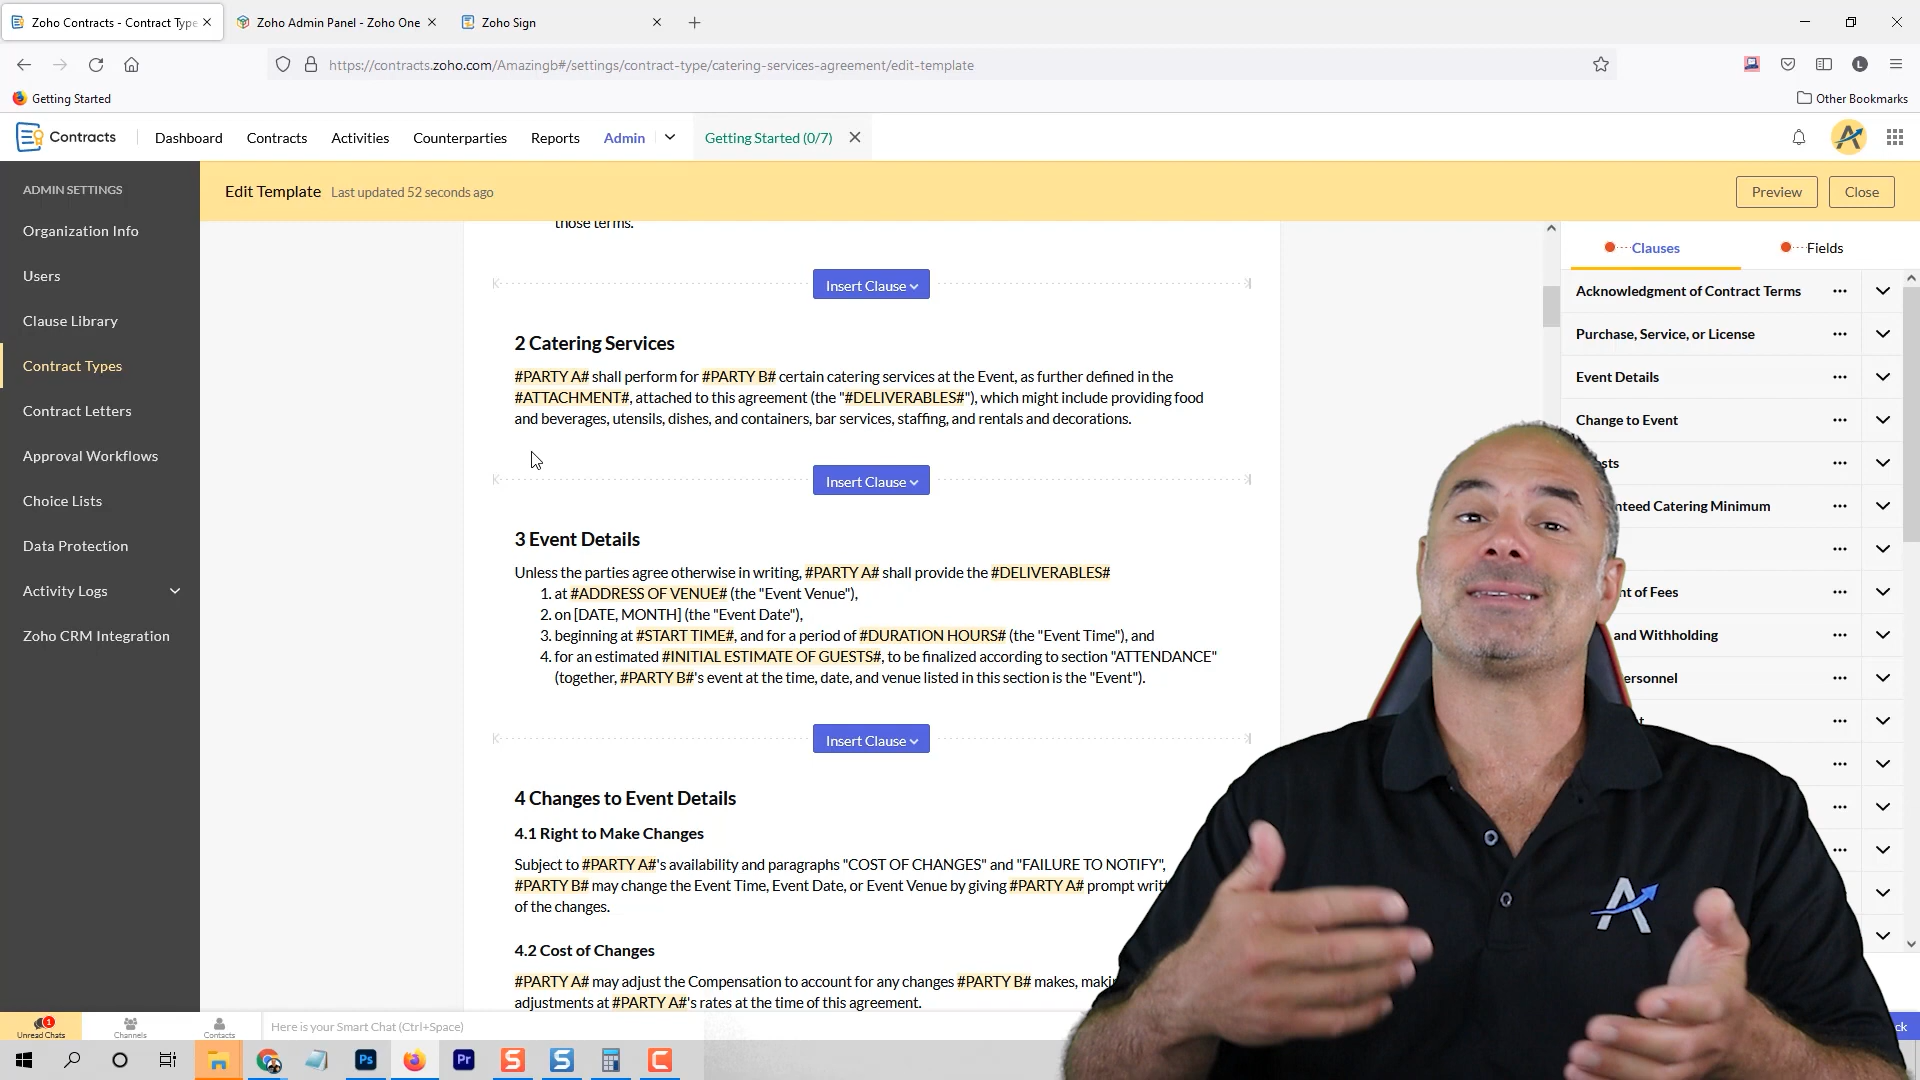 Zoho Contracts - Contract Type
Zoho Admin Panel - Zoho One
Zoho Sign
https://contracts.zoho.com/Amazingb#/settings/contract-type/catering-services-agreement/edit-template
L
Getting Started
Other Bookmarks
Contracts
Dashboard
Contracts
Activities
Counterparties
Reports
Admin
Getting Started (0/7)
ADMIN SETTINGS
Organization Info
Users
Clause Library
Contract Types
Contract Letters
Approval Workflows
Choice Lists
Data Protection
Activity Logs
Zoho CRM Integration
Edit Template Last updated 52 seconds ago
Preview
Close
those terms.
Insert Clause
2 Catering Services
#PARTY A# shall perform for #PARTY B# certain catering services at the Event, as further defined in the
#ATTACHMENT#, attached to this agreement (the "#DELIVERABLES#"), which might include providing food
and beverages, utensils, dishes, and containers, bar services, staffing, and rentals and decorations.
Insert Clause
3 Event Details
Unless the parties agree otherwise in writing, #PARTY A# shall provide the #DELIVERABLES#
1. at #ADDRESS OF VENUE# (the "Event Venue"),
2. on [DATE, MONTH] (the "Event Date"),
3. beginning at #START TIME#, and for a period of #DURATION HOURS# (the "Event Time"), and
4. for an estimated #INITIAL ESTIMATE OF GUESTS#, to be finalized according to section "ATTENDANCE"
(together, #PARTY B#'s event at the time, date, and venue listed in this section is the "Event").
Insert Clause
4 Changes to Event Details
4.1 Right to Make Changes
Subject to #PARTY A#'s availability and paragraphs "COST OF CHANGES" and "FAILURE TO NOTIFY",
#PARTY B# may change the Event Time, Event Date, or Event Venue by giving #PARTY A# prompt writt
of the changes.
4.2 Cost of Changes
#PARTY A# may adjust the Compensation to account for any changes #PARTY B# makes, maki
adjustments at #PARTY A#'s rates at the time of this agreement.
Clauses
Fields
Acknowledgment of Contract Terms
Purchase, Service, or License
Event Details
Change to Event
sts
nteed Catering Minimum
nt of Fees
and Withholding
ersonnel
t
1
Unread Chats
Channels
Contacts
Here is your Smart Chat (Ctrl+Space)
ck
Ps
Pr
S
S
C
A